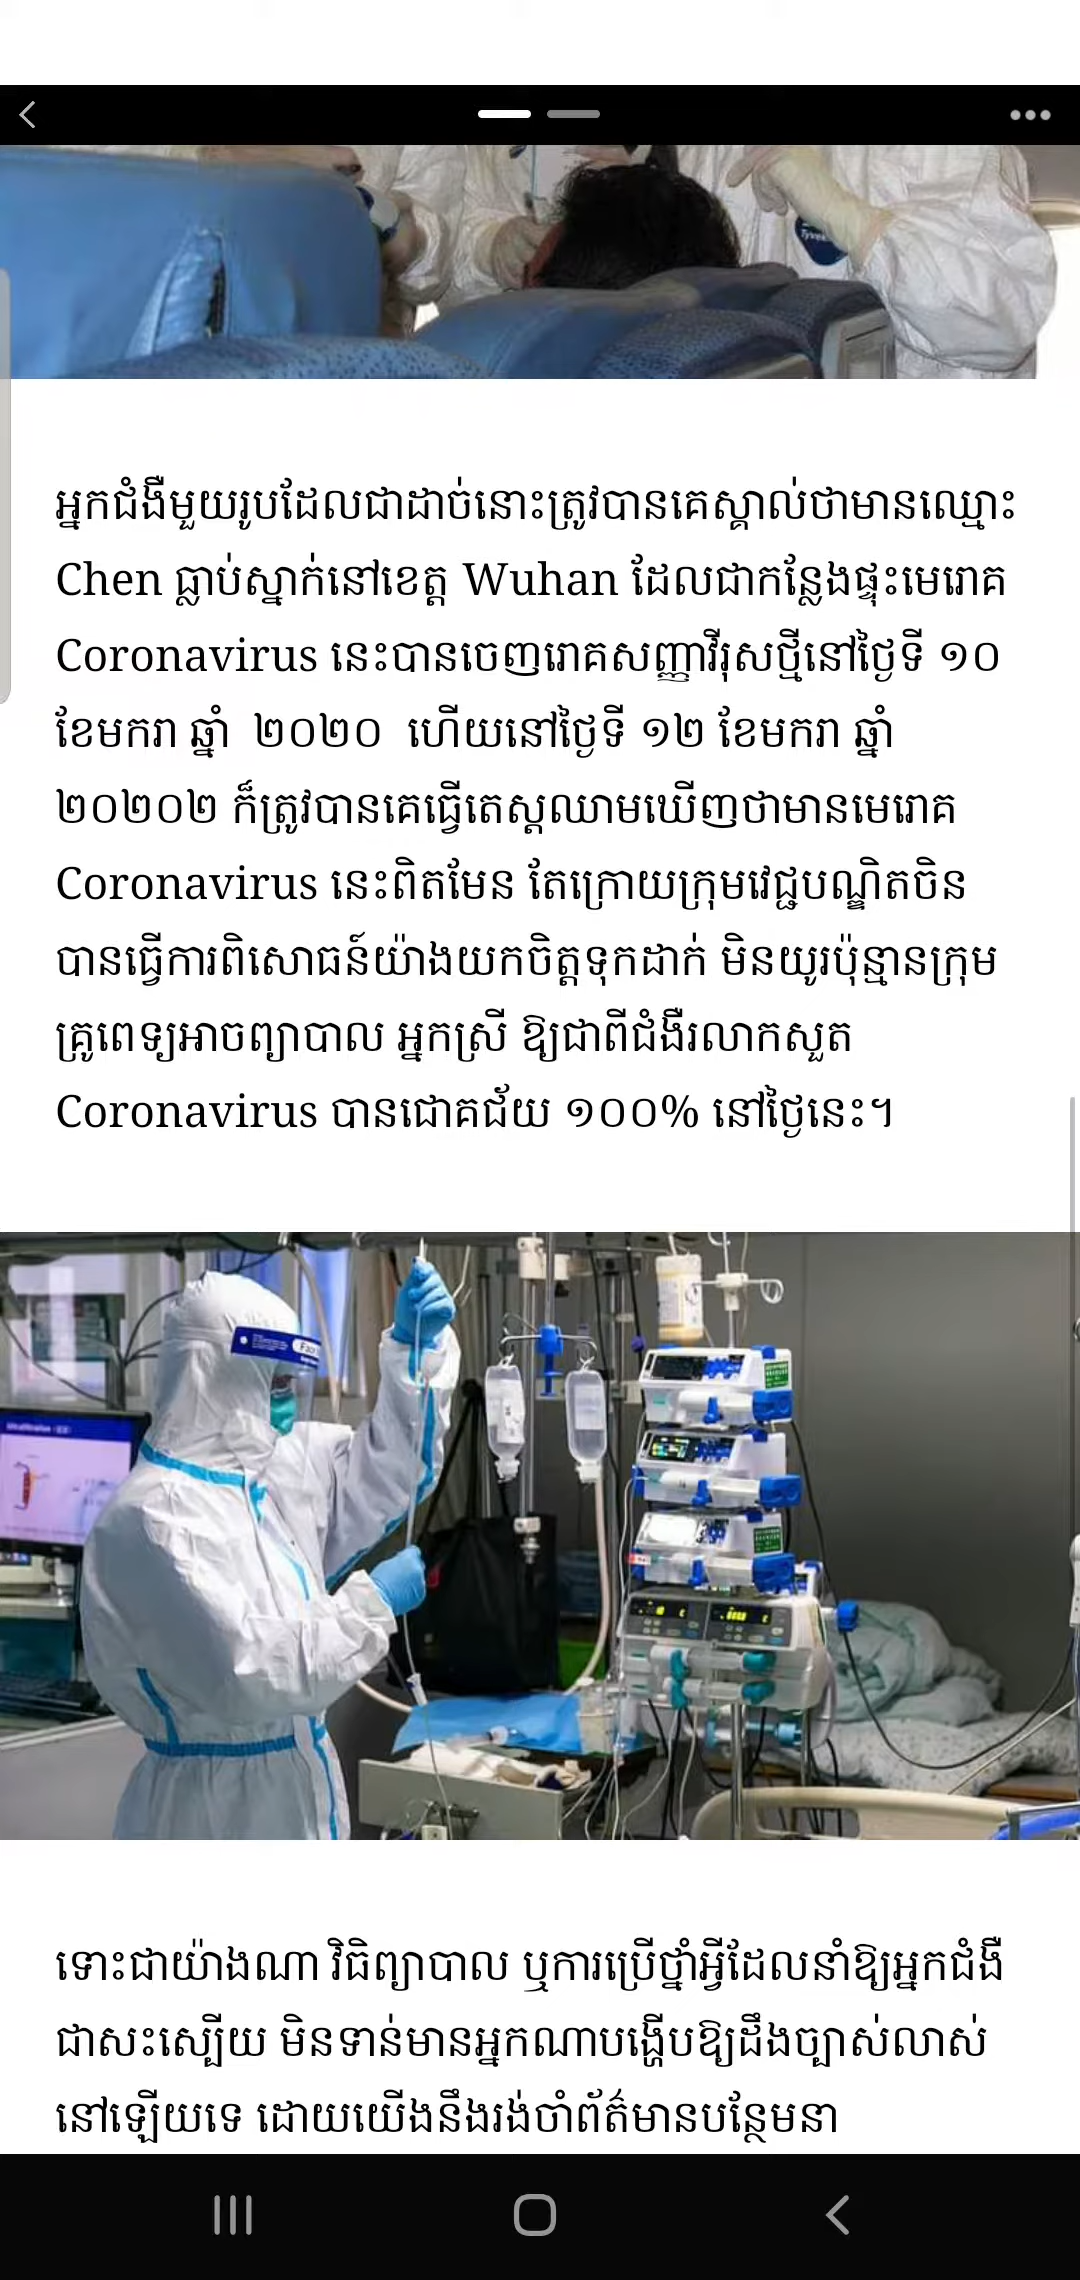 Tyvek
អ្នកជំងឺមួយរូបដែលជាដាច់នោះត្រូវបានគេស្គាល់ថាមានឈ្មោះ
Chen ធ្លាប់ស្នាក់នៅខេត្ត Wuhan ដែលជាកន្លែងផ្ទុះមេរោគ
Coronavirus នេះបានចេញរោគសញ្ញាវីរុសថ្មីនៅថ្ងៃទី ១០
ខែមករា ឆ្នាំ ២០២០ ហើយនៅថ្ងៃទី ១២ ខែមករា ឆ្នាំ
២០២០២ ក៏ត្រូវបានគេធ្វើតេស្តឈាមឃើញថាមានមេរោគ
Coronavirus នេះពិតមែន តែក្រោយក្រុមវេជ្ជបណ្ឌិតចិន
បានធ្វើការពិសោធន៍យ៉ាងយកចិត្តទុកដាក់ មិនយូរប៉ុន្មានក្រុម
គ្រូពេទ្យអាចព្យាបាល អ្នកស្រី ឱ្យជាពីជំងឺរលាកសួត
Coronavirus បានជោគជ័យ ១០០% នៅថ្ងៃនេះ។
ទោះជាយ៉ាងណា វិធិព្យាបាល ឬការប្រើថ្នាំអ្វីដែលនាំឱ្យអ្នកជំងឺ
ជាសះស្បើយ មិនទាន់មានអ្នកណាបង្ហើបឱ្យដឹងច្បាស់លាស់
នៅឡើយទេ ដោយយើងនឹងរង់ចាំព័ត៌មានបន្ថែមនា